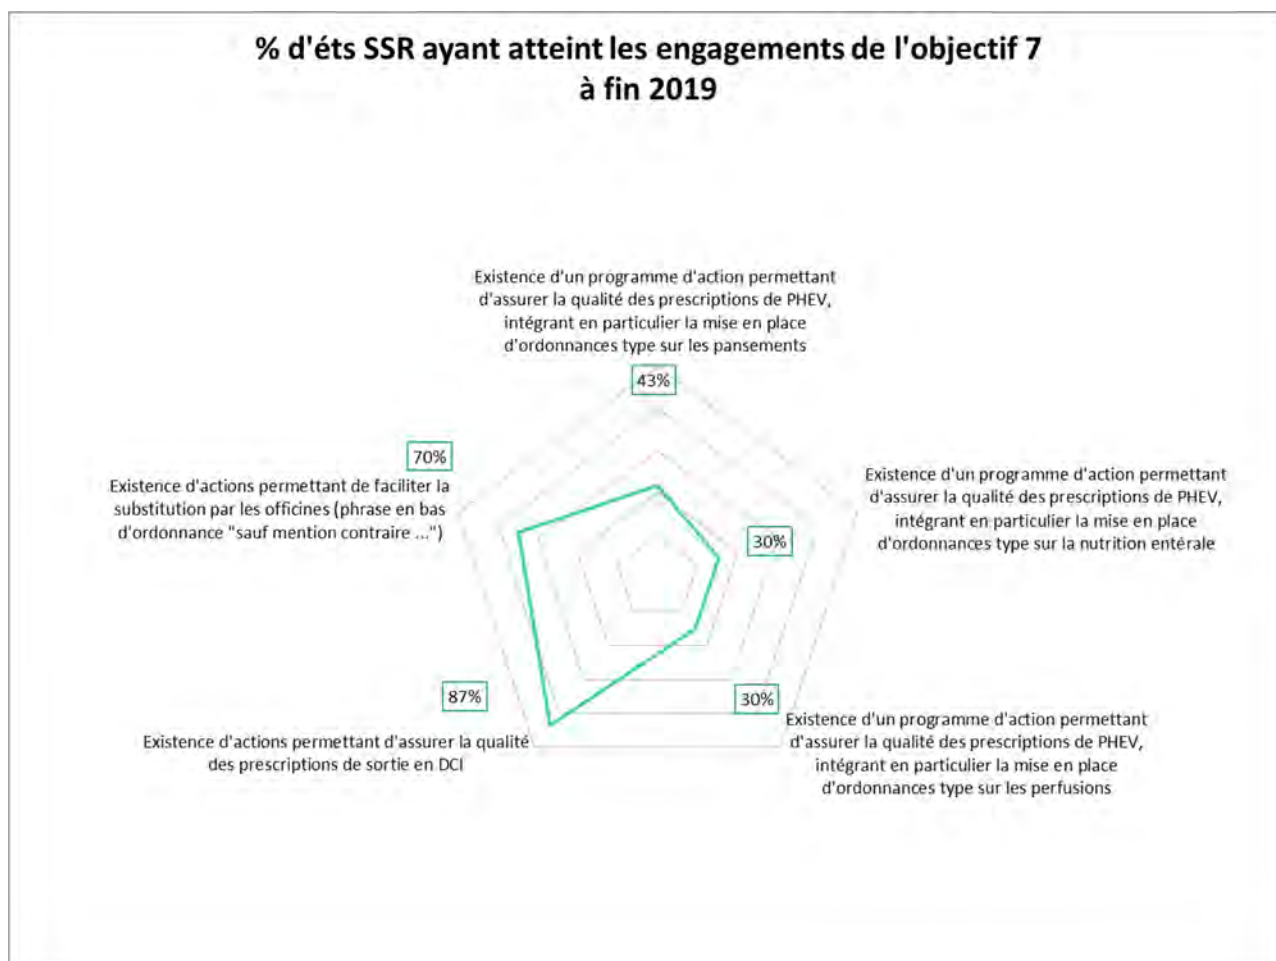 % d'éts SSR ayant atteint les engagements de l'objectif 7
à fin 2019
Existence d'un programme d'action permettant
d'assurer la qualité des prescriptions de PHEV,
intégrant en particulier la mise en place
d'ordonnances type sur les pansements
43%
70%
Existence d'actions permettant de faciliter la
substitution par les officines (phrase en bas
d'ordonnance "sauf mention contraire ...")
Existence d'un programme d'action permettant
d'assurer la qualité des prescriptions de PHEV,
intégrant en particulier la mise en place
d'ordonnances type sur la nutrition entérale
30%
87%
Existence d'actions permettant d'assurer la qualité
des prescriptions de sortie en DCI
30%
Existence d'un programme d'action permettant
d'assurer la qualité des prescriptions de PHEV,
intégrant en particulier la mise en place
d'ordonnances type sur les perfusions